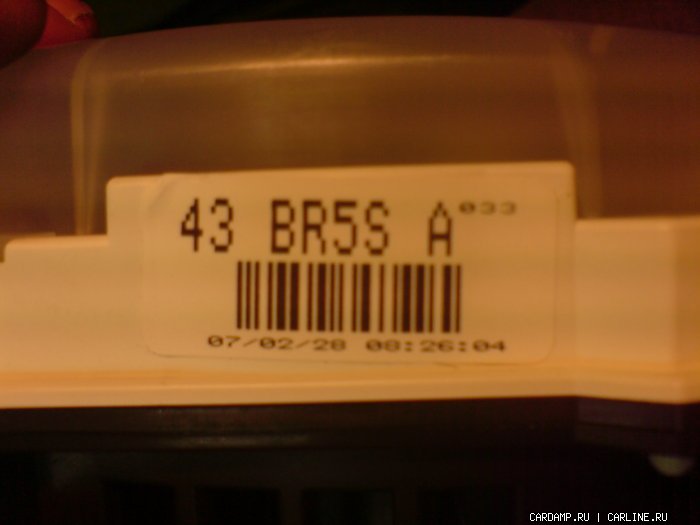 43 BR5S A 033
07/02/28 08:26:04
CARDAMP.RU | CARLINE.RU